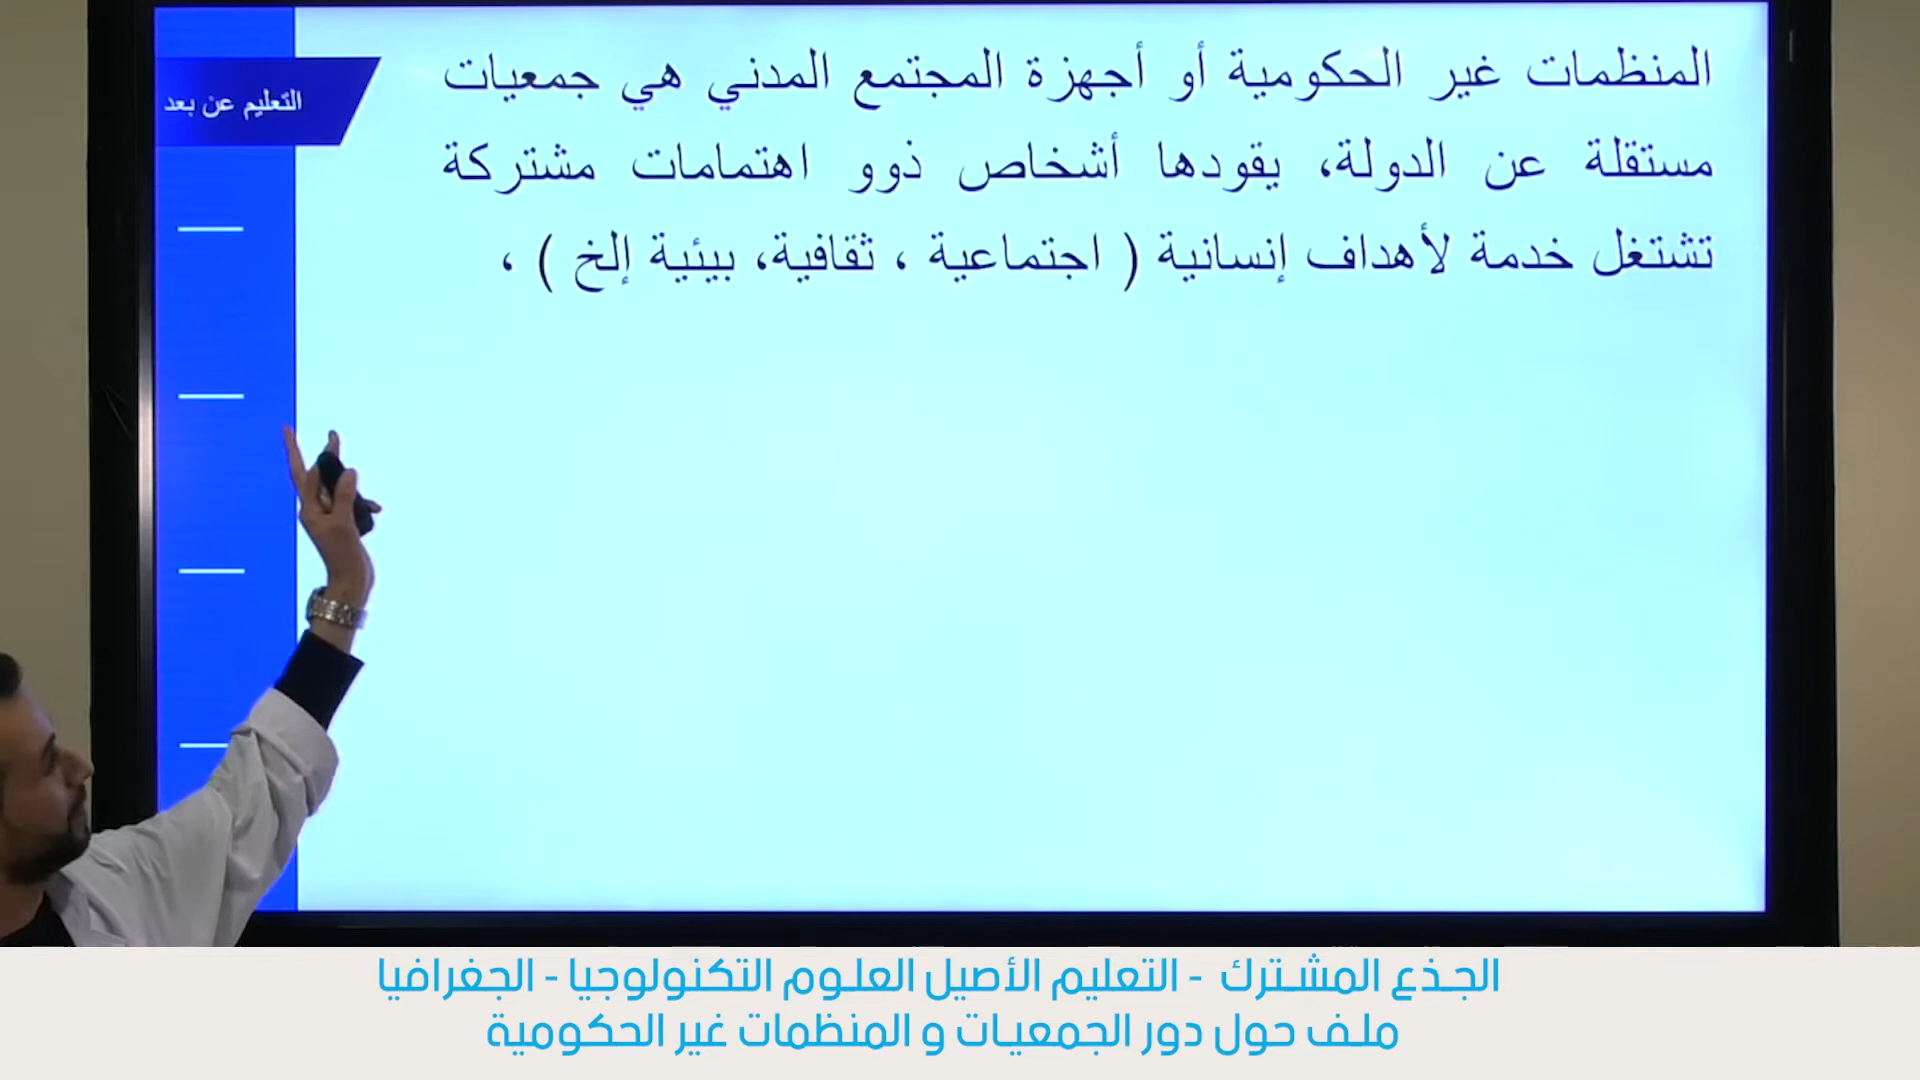 المنظمات غير الحكومية أو أجهزة المجتمع المدني هي جمعيات
مستقلة عن الدولة، يقودها أشخاص ذوو اهتمامات مشتركة
تشتغل خدمة لأهداف إنسانية ( اجتماعية ، ثقافية، بيئية إلخ ) ،
التعليم عن بعد
الجذع المشترك - التعليم الأصيل العلوم التكنولوجيا - الجغرافيا
ملف حول دور الجمعيات و المنظمات غير الحكومية